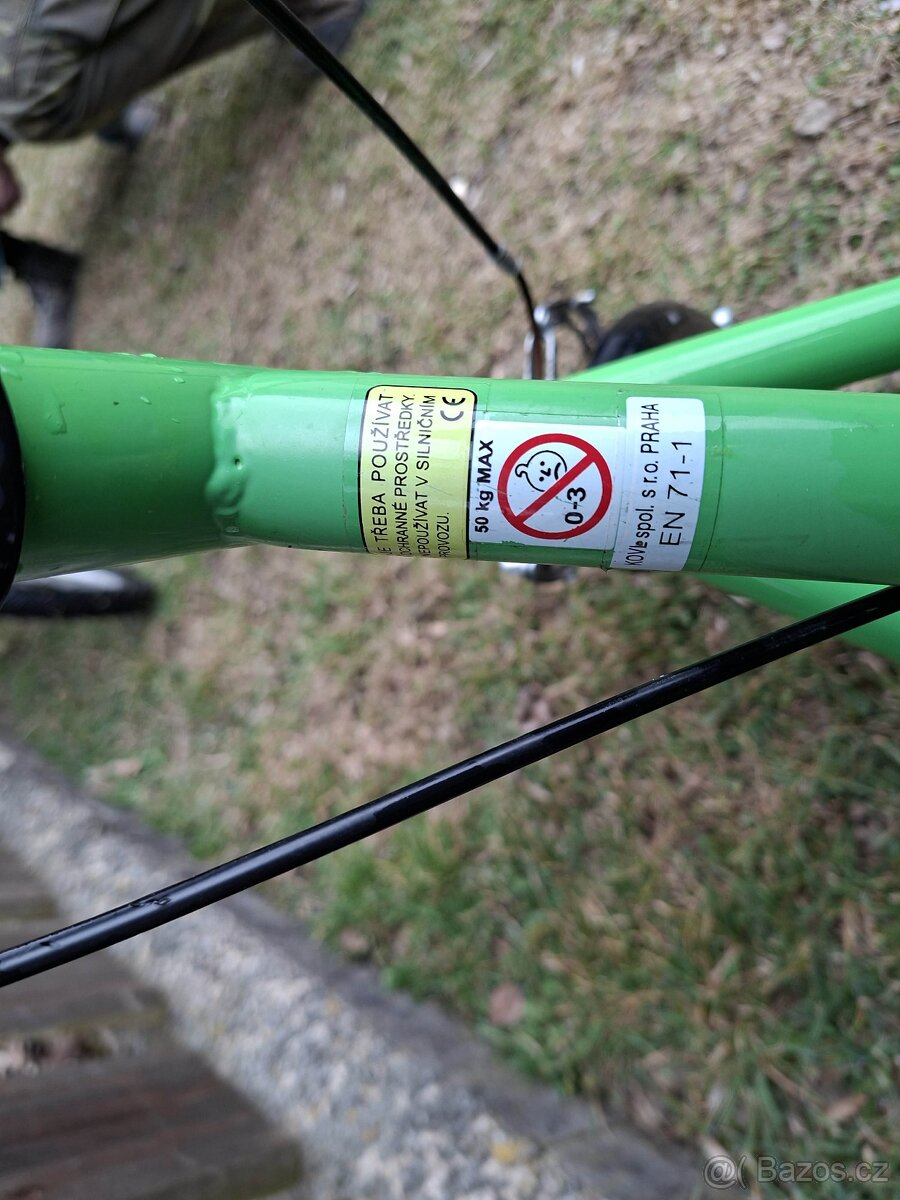 JE TŘEBA POUŽÍVAT
OCHRANNÉ PROSTŘEDKY.
NEPOUŽÍVAT V SILNIČNÍM
PROVOZU.
CE
50 kg MAX
0-3
spol. s r.o. PRAHA
EN 71-1
@( Bazos.cz